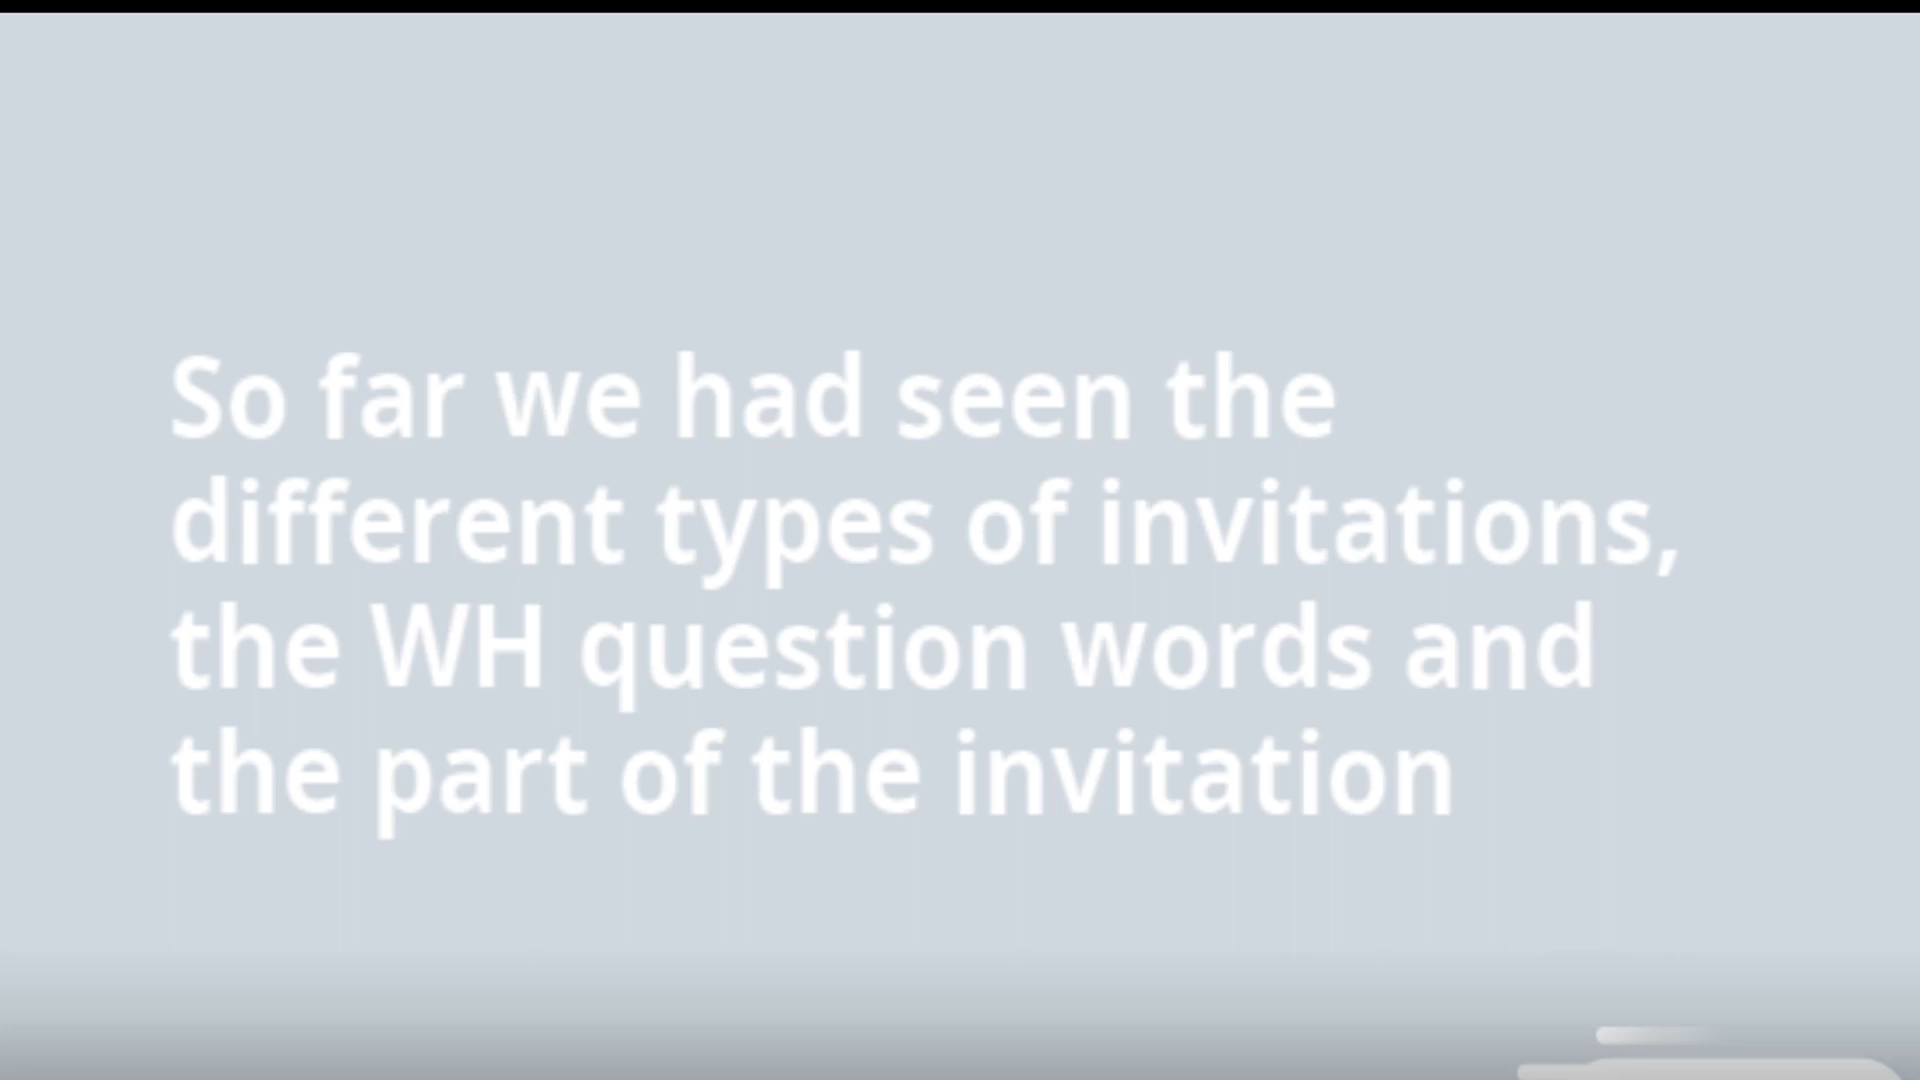 So far we had seen the
different types of invitations,
the WH question words and
the part of the invitation